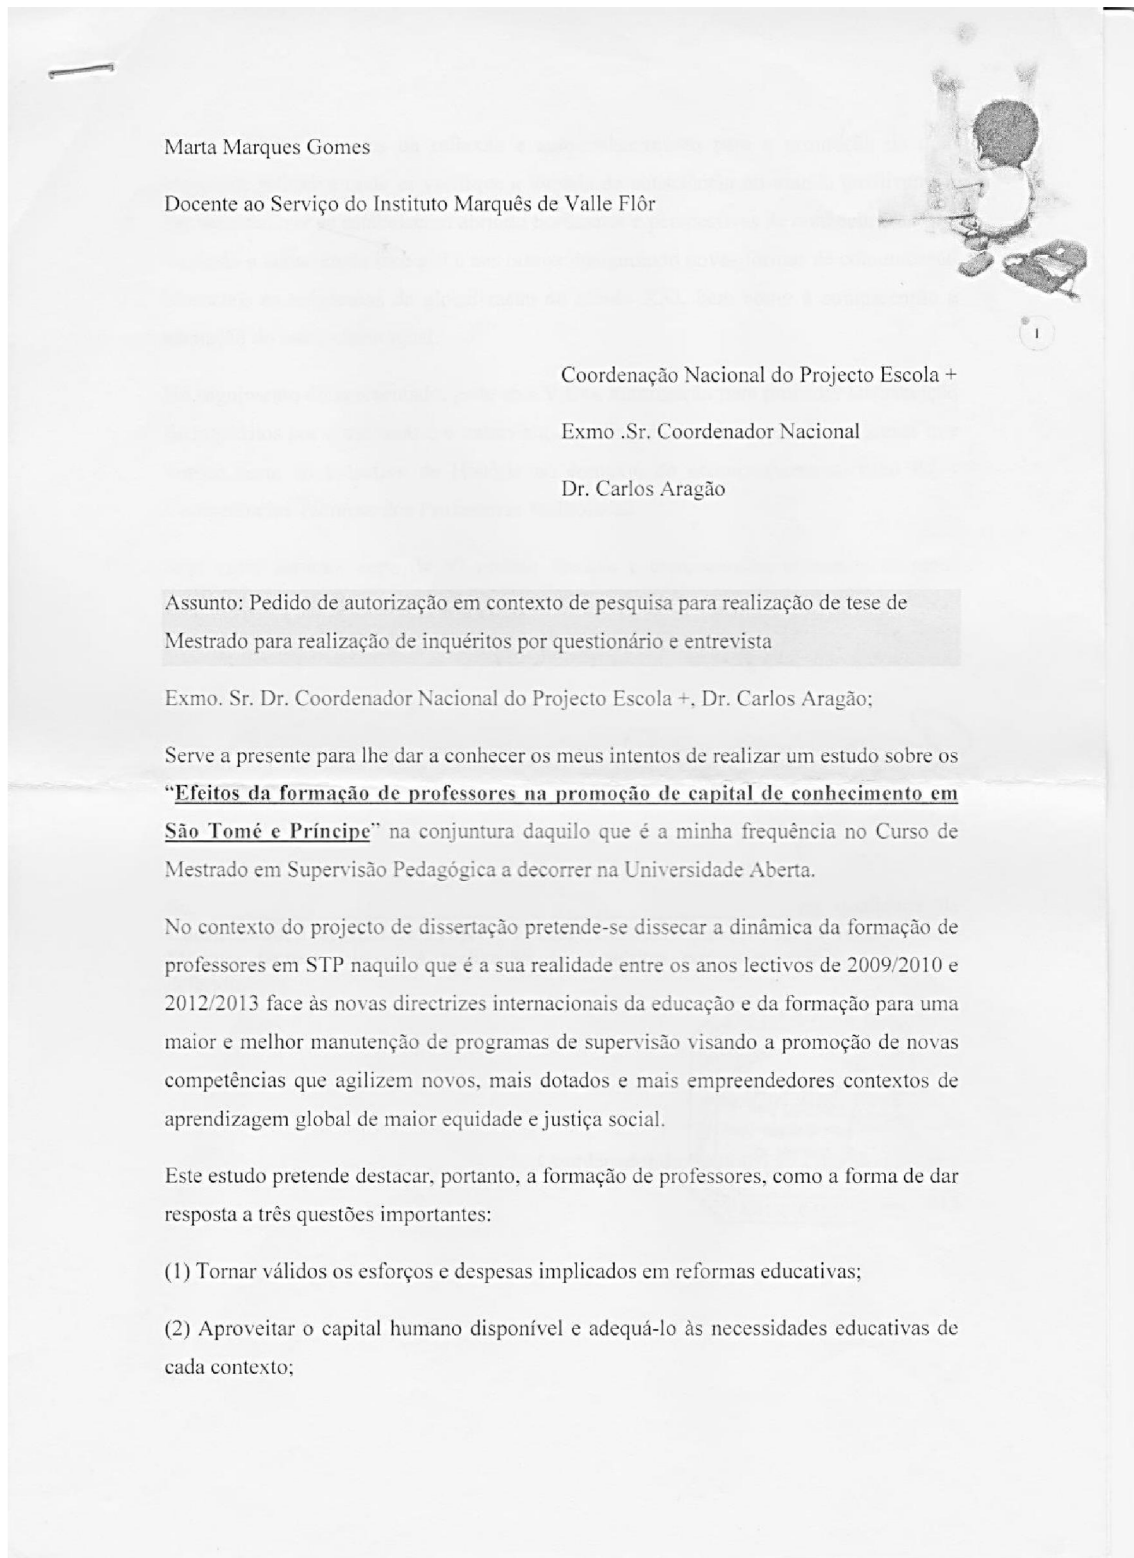 Marta Marques Gomes
Docente ao Serviço do Instituto Marquês de Valle Flôr
1
Coordenação Nacional do Projecto Escola +
Exmo .Sr. Coordenador Nacional
Dr. Carlos Aragão
Assunto: Pedido de autorização em contexto de pesquisa para realização de tese de
Mestrado para realização de inquéritos por questionário e entrevista
Exmo. Sr. Dr. Coordenador Nacional do Projecto Escola +, Dr. Carlos Aragão;
Serve a presente para lhe dar a conhecer os meus intentos de realizar um estudo sobre os
“Efeitos da formação de professores na promoção de capital de conhecimento em
São Tomé e Príncipe” na conjuntura daquilo que é a minha frequência no Curso de
Mestrado em Supervisão Pedagógica a decorrer na Universidade Aberta.
No contexto do projecto de dissertação pretende-se dissecar a dinâmica da formação de
professores em STP naquilo que é a sua realidade entre os anos lectivos de 2009/2010 e
2012/2013 face às novas directrizes internacionais da educação e da formação para uma
maior e melhor manutenção de programas de supervisão visando a promoção de novas
competências que agilizem novos, mais dotados e mais empreendedores contextos de
aprendizagem global de maior equidade e justiça social.
Este estudo pretende destacar, portanto, a formação de professores, como a forma de dar
resposta a três questões importantes:
(1) Tornar válidos os esforços e despesas implicados em reformas educativas;
(2) Aproveitar o capital humano disponível e adequá-lo às necessidades educativas de
cada contexto;